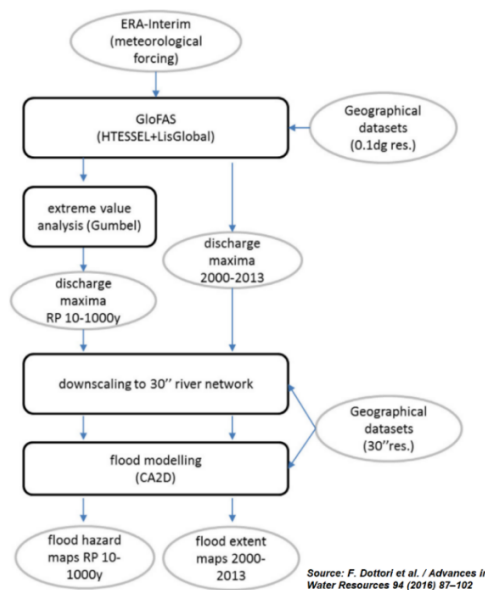 ERA-Interim
(meteorological
forcing)
GloFAS
(HTESSEL+LisGlobal)
Geographical
datasets
(0.1dg res.)
extreme value
analysis (Gumbel)
discharge
maxima
2000-2013
discharge
maxima
RP 10-1000y
downscaling to 30'' river network
Geographical
datasets
(30''res.)
flood modelling
(CA2D)
flood hazard
maps RP 10-
1000y
flood extent
maps 2000-
2013
Source: F. Dottori et al. / Advances in
Water Resources 94 (2016) 87–102